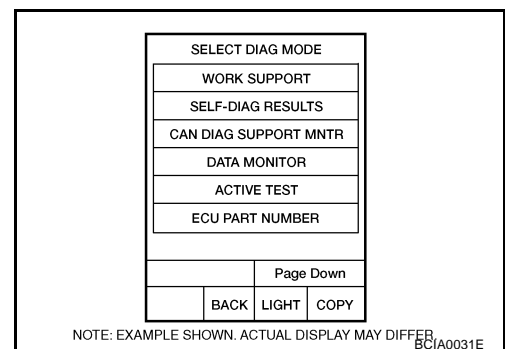 SELECT DIAG MODE
WORK SUPPORT
SELF-DIAG RESULTS
CAN DIAG SUPPORT MNTR
DATA MONITOR
ACTIVE TEST
ECU PART NUMBER
Page Down
BACK LIGHT COPY
NOTE: EXAMPLE SHOWN. ACTUAL DISPLAY MAY DIFFER
BCIA0031E